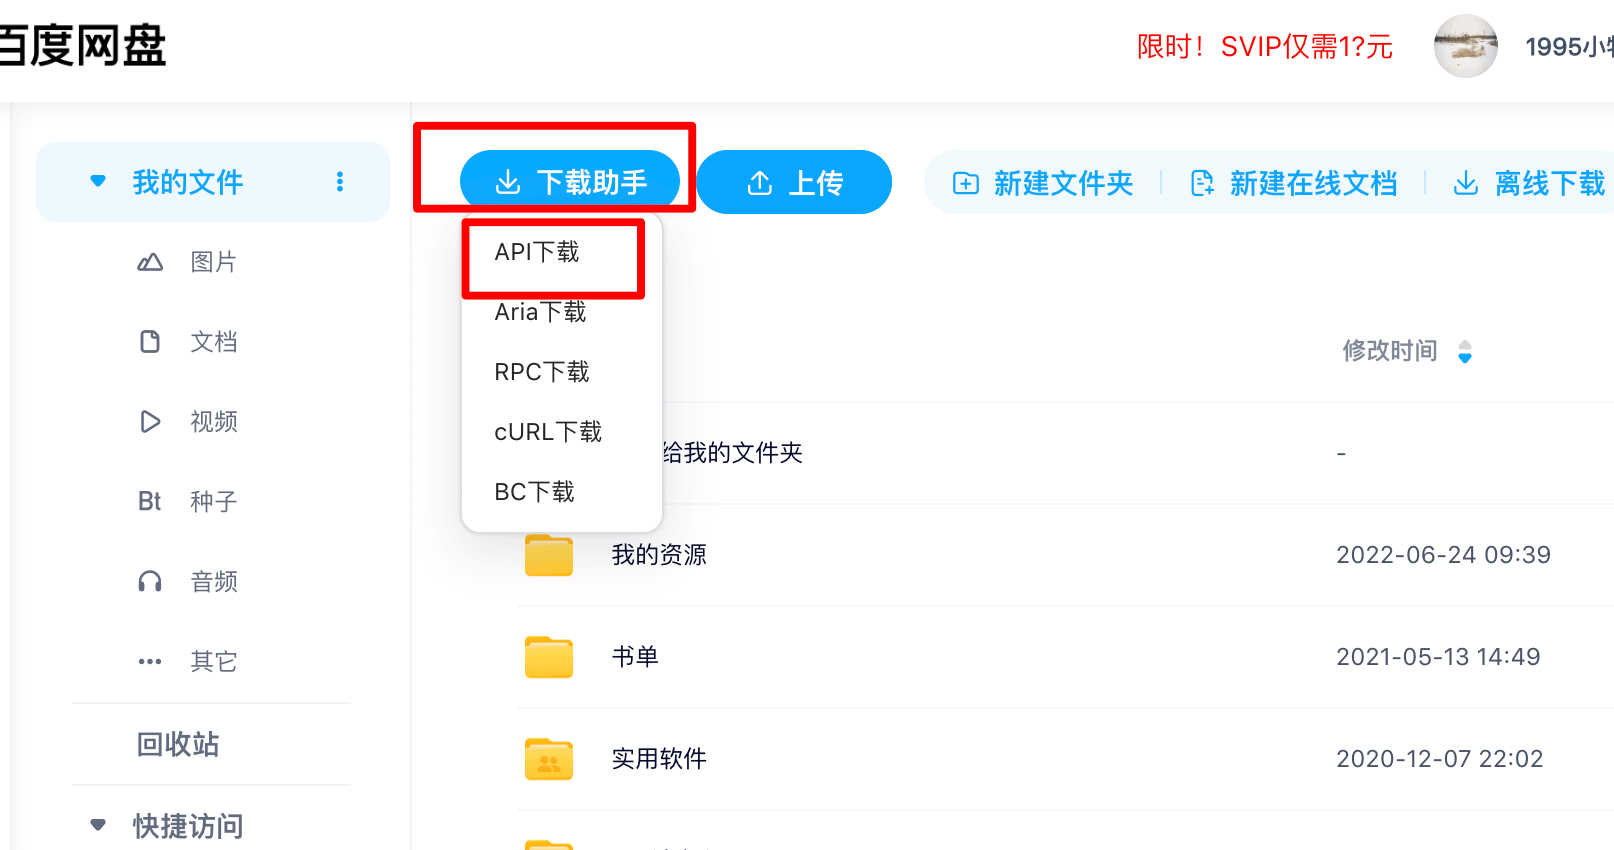 百度网盘
限时！SVIP仅需1?元
1995小
我的文件
下载助手
上传
新建文件夹
新建在线文档
离线下载
图片
文档
视频
Bt 种子
音频
其它
回收站
快捷访问
API下载
Aria下载
RPC下载
cURL下载
BC下载
修改时间
给我的文件夹 -
我的资源 2022-06-24 09:39
书单 2021-05-13 14:49
实用软件 2020-12-07 22:02